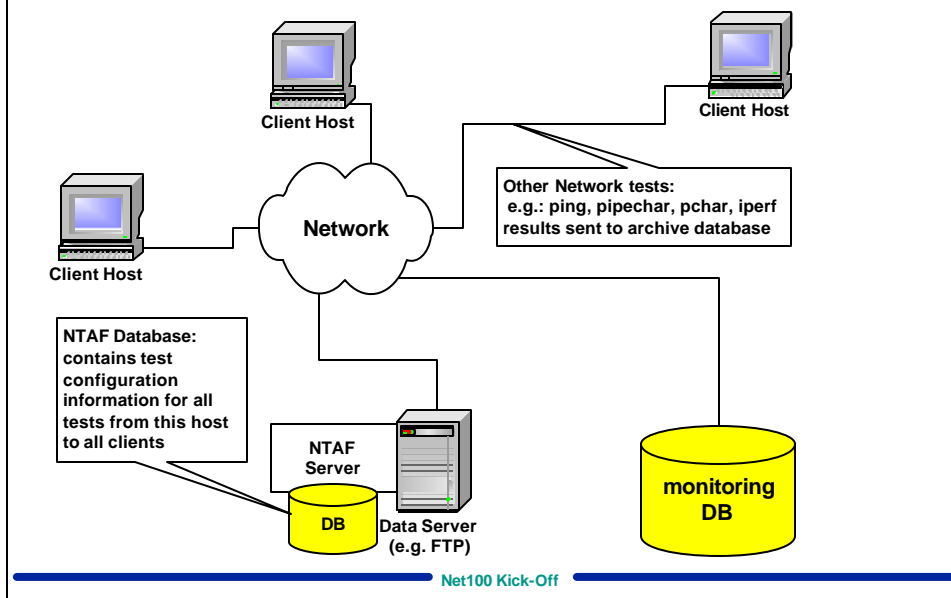 Client Host
Client Host
Client Host
Other Network tests:
e.g.: ping, pipechar, pchar, iperf
results sent to archive database
Network
NTAF Database:
contains test
configuration
information for all
tests from this host
to all clients
NTAF
Server
DB
Data Server
(e.g. FTP)
monitoring
DB
Net100 Kick-Off